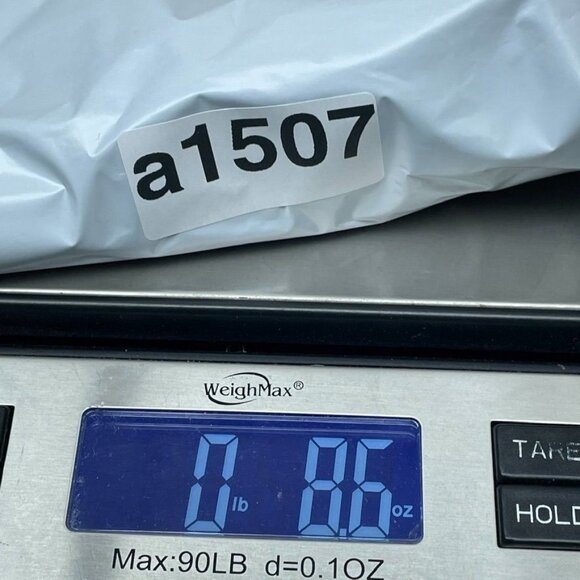 a1507
WeighMax®
0 lb 8.6 oz
TARE
HOLD
Max:90LB d=0.1OZ